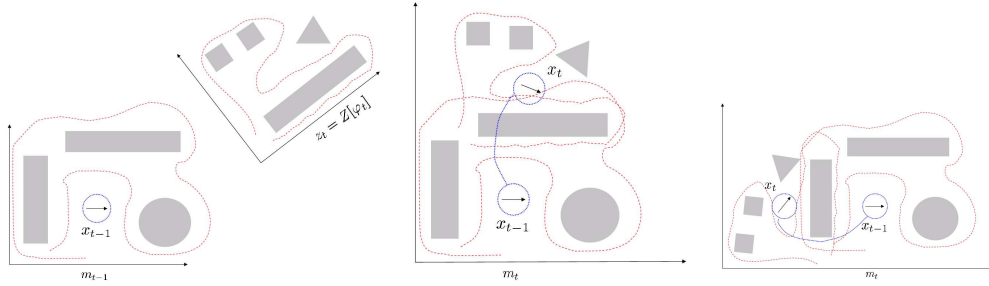 x_{t-1}
m_{t-1}
z_t = Z[φ_t]
x_t
x_{t-1}
m_t
x_t
x_{t-1}
m_t